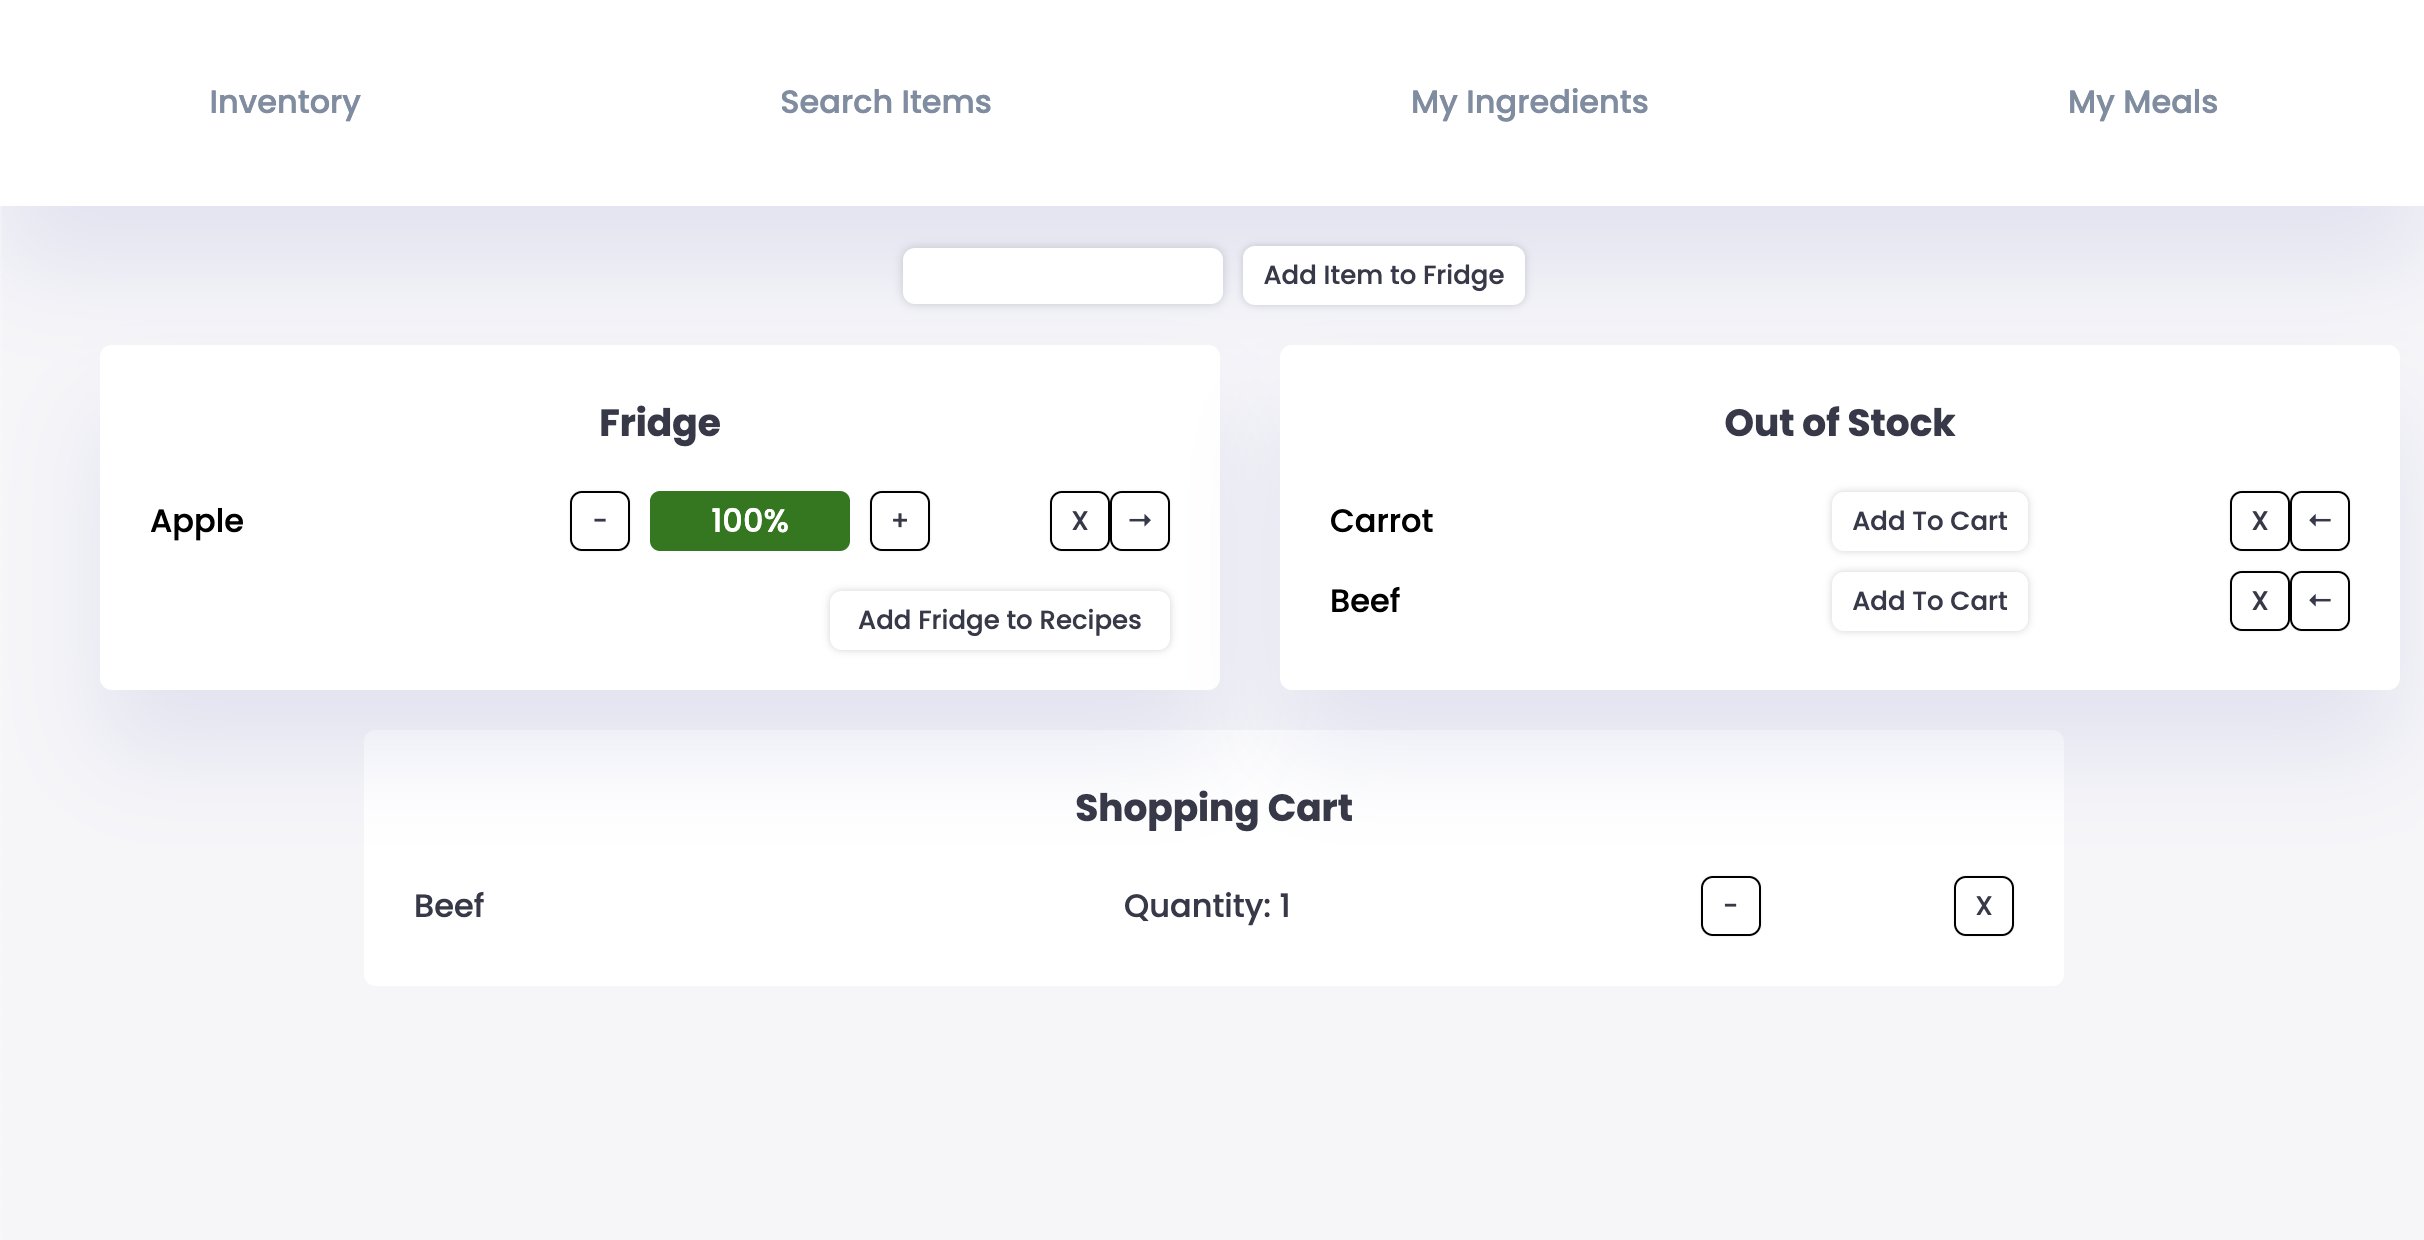 Inventory Search Items My Ingredients My Meals
Add Item to Fridge
Fridge
Apple - 100% + X →
Add Fridge to Recipes
Out of Stock
Carrot Add To Cart X ←
Beef Add To Cart X ←
Shopping Cart
Beef Quantity: 1 - X